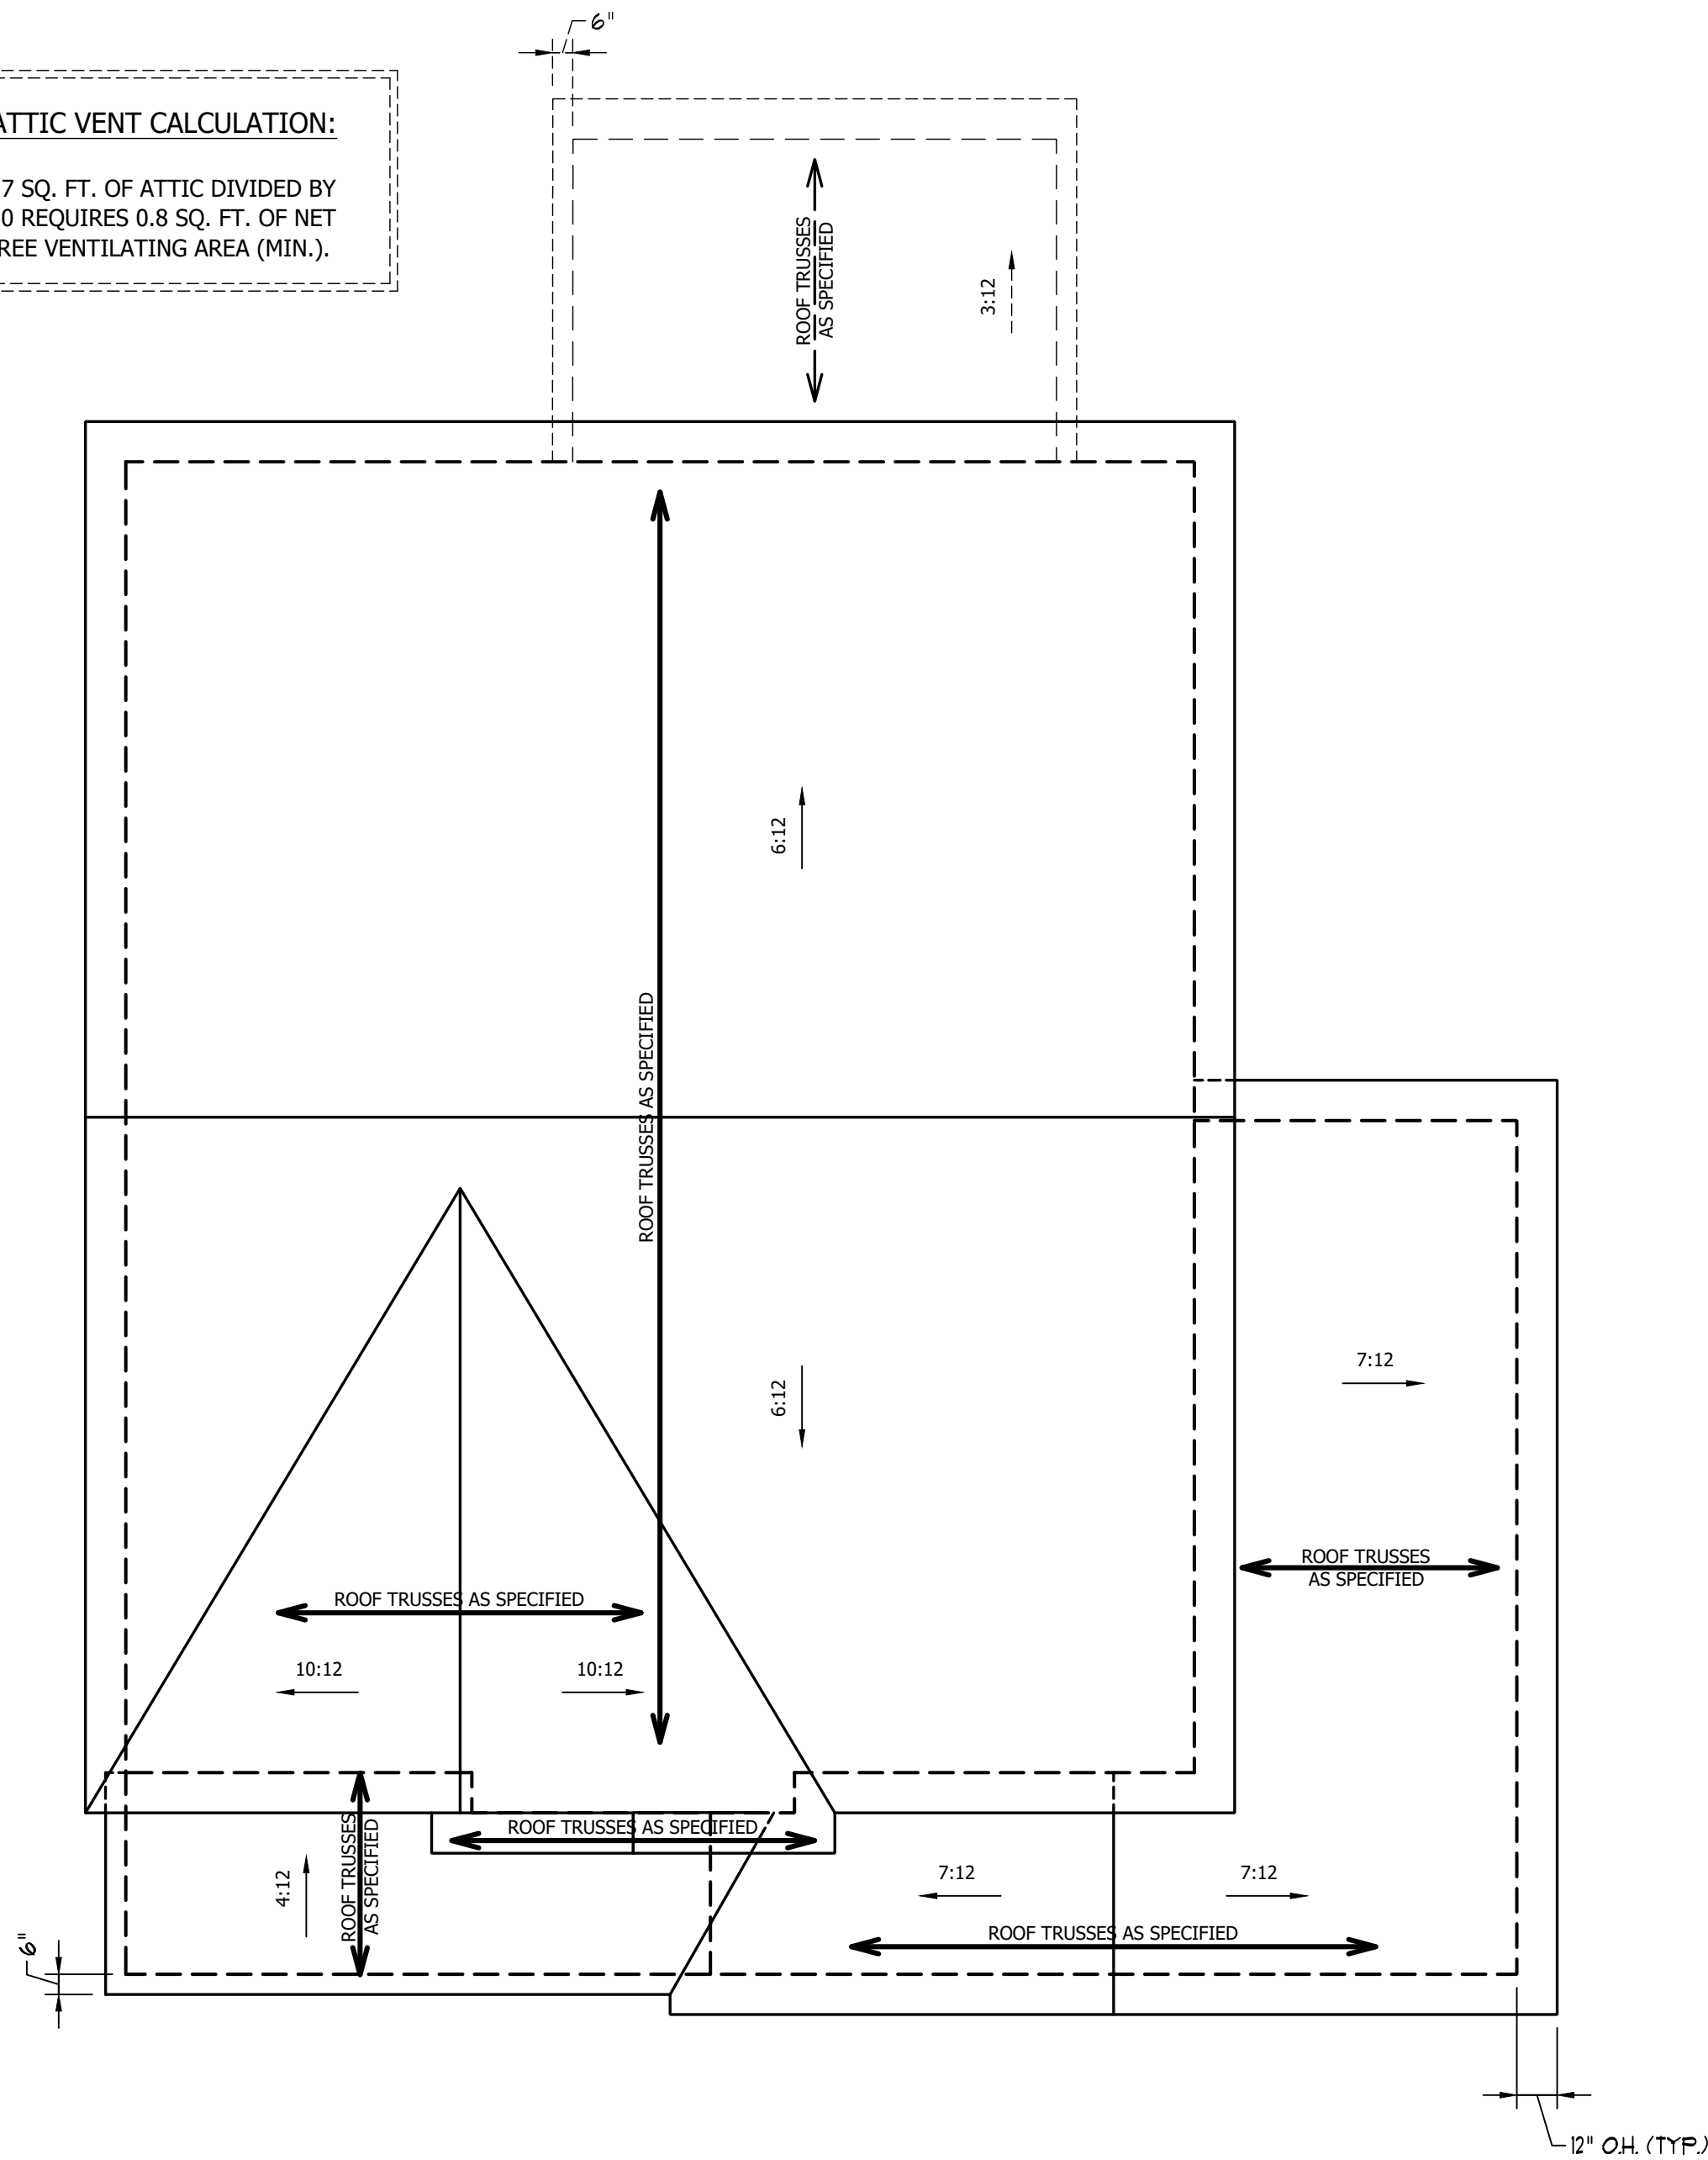 6"
ATTIC VENT CALCULATION:
7 SQ. FT. OF ATTIC DIVIDED BY
0 REQUIRES 0.8 SQ. FT. OF NET
REE VENTILATING AREA (MIN.).
ROOF TRUSSES
AS SPECIFIED
3:12
6:12
ROOF TRUSSES AS SPECIFIED
6:12
7:12
ROOF TRUSSES
AS SPECIFIED
ROOF TRUSSES AS SPECIFIED
10:12
10:12
ROOF TRUSSES AS SPECIFIED
ROOF TRUSSES
AS SPECIFIED
4:12
7:12
7:12
ROOF TRUSSES AS SPECIFIED
6"
12" O.H. (TYP.)